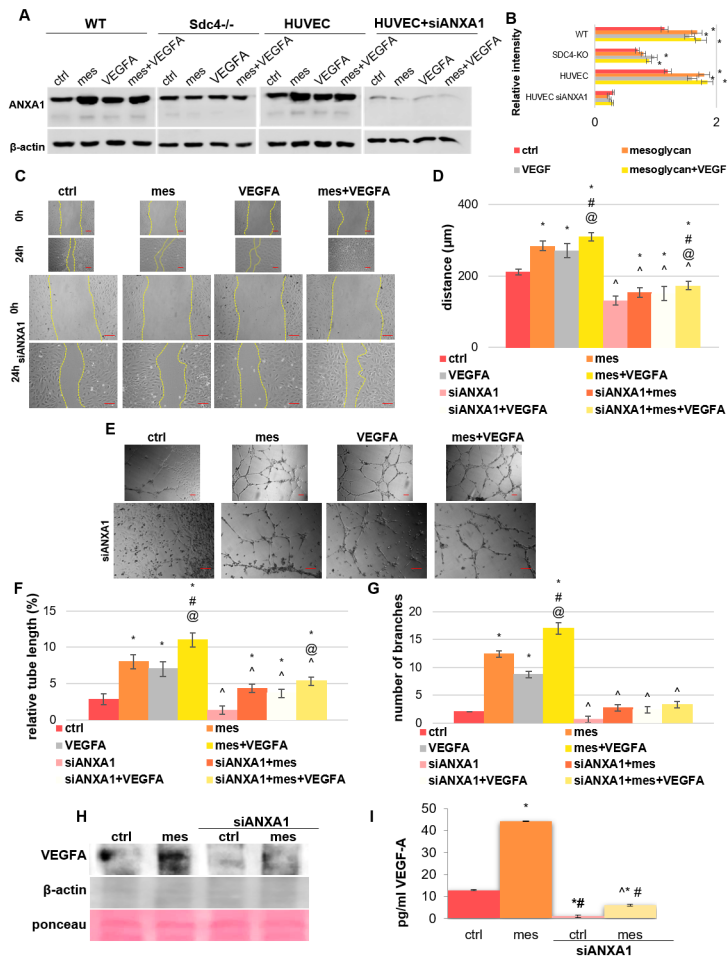 A
WT Sdc4-/- HUVEC HUVEC+siANXA1
ctrl mes VEGFA mes+VEGFA ctrl mes VEGFA mes+VEGFA ctrl mes VEGFA mes+VEGFA ctrl mes VEGFA mes+VEGFA
ANXA1
β-actin
B
Relative intensity
WT
SDC4-KO
HUVEC
HUVEC siANXA1
* * * * * * * *
0 2
ctrl mesoglycan
VEGF mesoglycan+VEGF
C
ctrl mes VEGFA mes+VEGFA
0h
24h
0h
24h
siANXA1
D
distance (µm)
400
200
0
* * * # @ ^ * ^ * ^ * # @ ^
ctrl mes
VEGFA mes+VEGFA
siANXA1 siANXA1+mes
siANXA1+VEGFA siANXA1+mes+VEGFA
E
ctrl mes VEGFA mes+VEGFA
siANXA1
F
relative tube length (%)
15
10
5
0
* * * # @ ^ * ^ * ^ * @ ^
ctrl mes
VEGFA mes+VEGFA
siANXA1 siANXA1+mes
siANXA1+VEGFA siANXA1+mes+VEGFA
G
number of branches
20
15
10
5
0
* * * # @ ^ ^ ^ ^
ctrl mes
VEGFA mes+VEGFA
siANXA1 siANXA1+mes
siANXA1+VEGFA siANXA1+mes+VEGFA
H
siANXA1
ctrl mes ctrl mes
VEGFA
β-actin
ponceau
I
pg/ml VEGF-A
50
40
30
20
10
0
* *# ^* #
ctrl mes ctrl mes
siANXA1